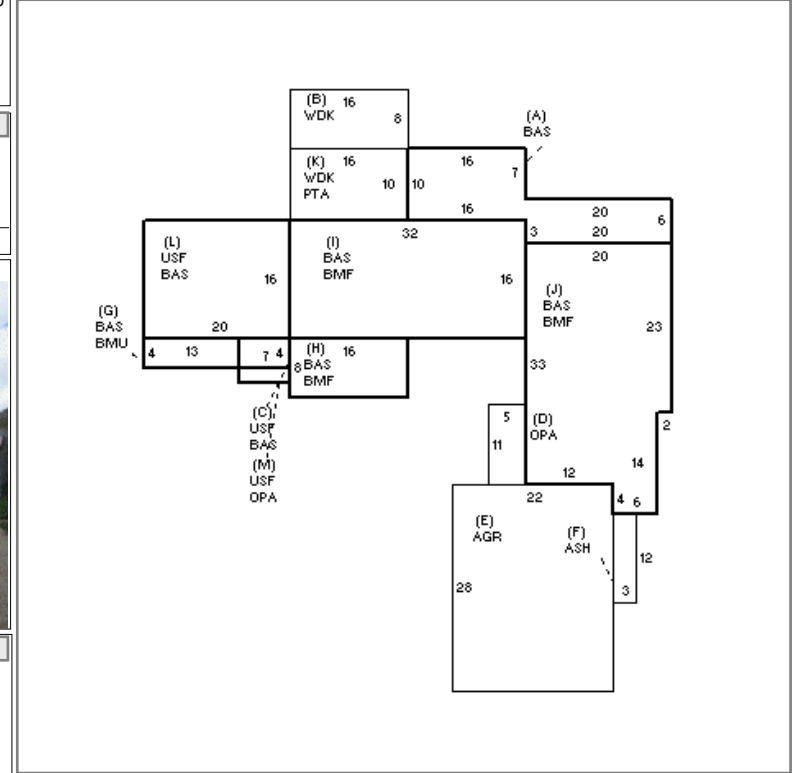 (B) 16
WDK
8
(A)
BAS
(K) 16
WDK
PTA
10
10
16
7
16
20
6
3
20
32
20
(L)
USF
BAS
16
(I)
BAS
BMF
16
(J)
BAS
BMF
23
(G)
BAS
BMU
20
4
13
7
4
(H) 16
8
BAS
BMF
33
(C)
USF
BAS
(M)
USF
OPA
5
11
(D)
OPA
2
14
12
4
6
22
(E)
AGR
(F)
ASH
12
28
3